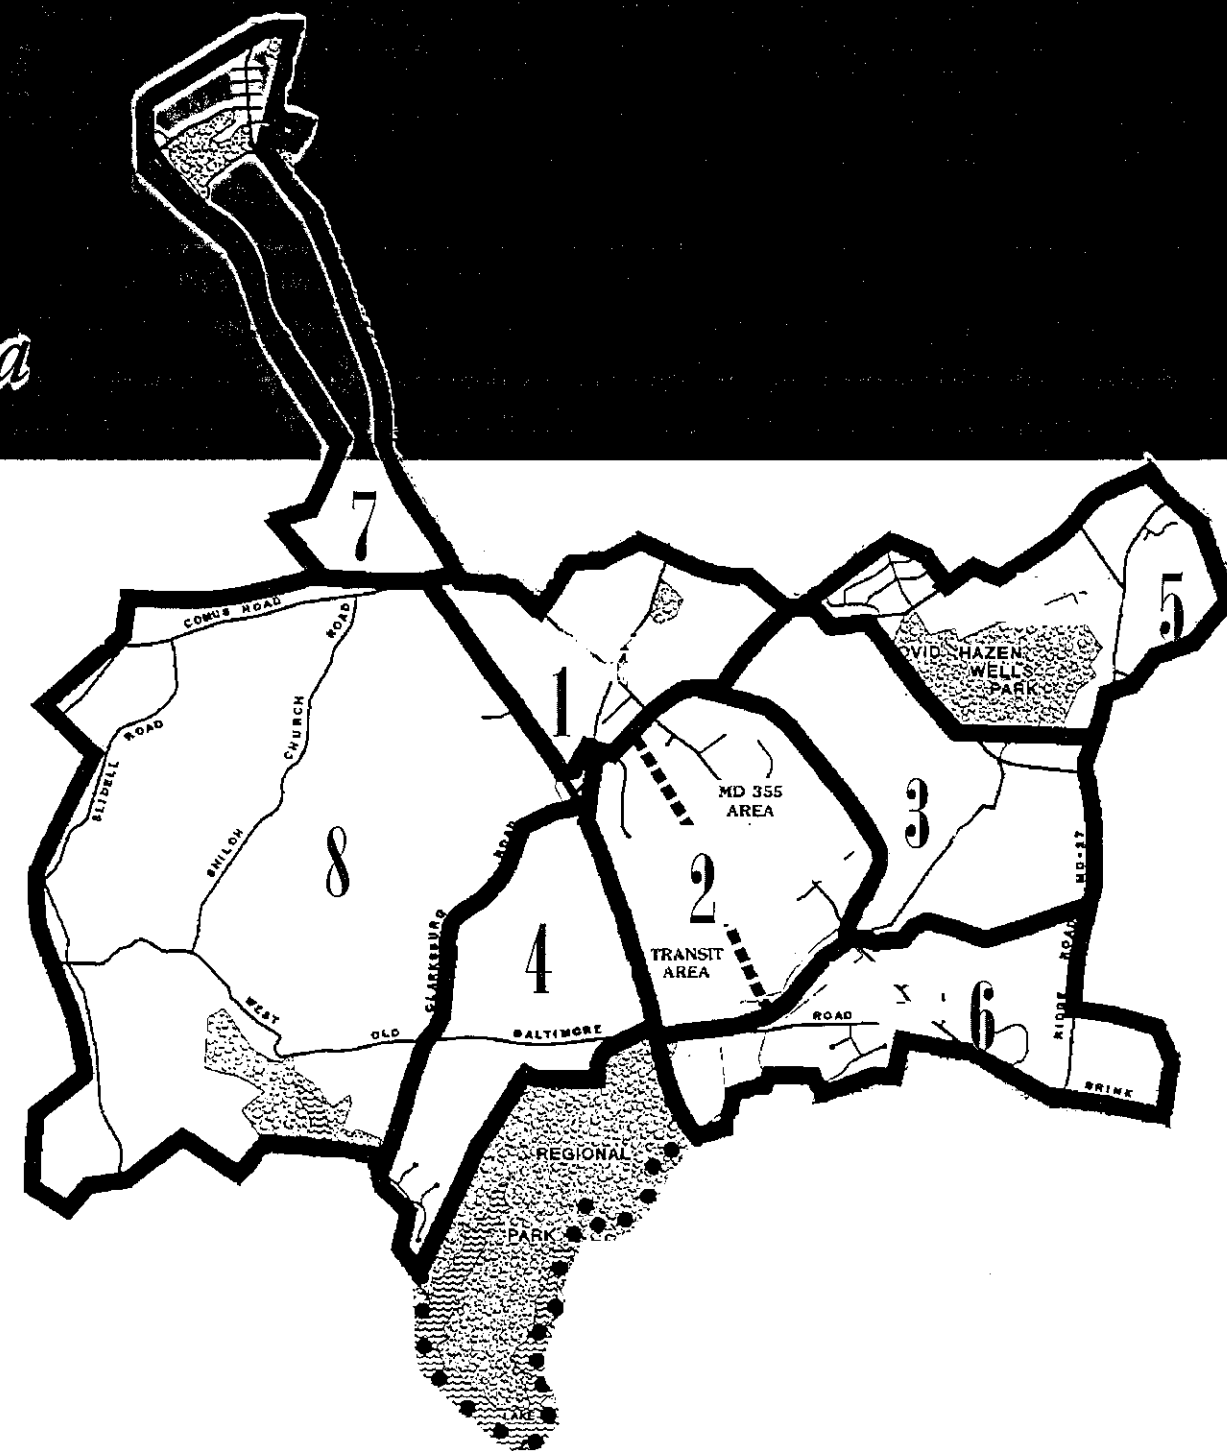 a
7
COMUS ROAD
ROAD
5
OVID HAZEN
WELLS
PARK
1
CHURCH
ROAD
SLIDELL
MD 355
AREA
3
SHILOH
8
ROAD
MD-27
2
CLARKSBURG
4
TRANSIT
AREA
ROAD
RIDGE
6
WEST
OLD
BALTIMORE
ROAD
BRINK
REGIONAL
PARK
LAKE